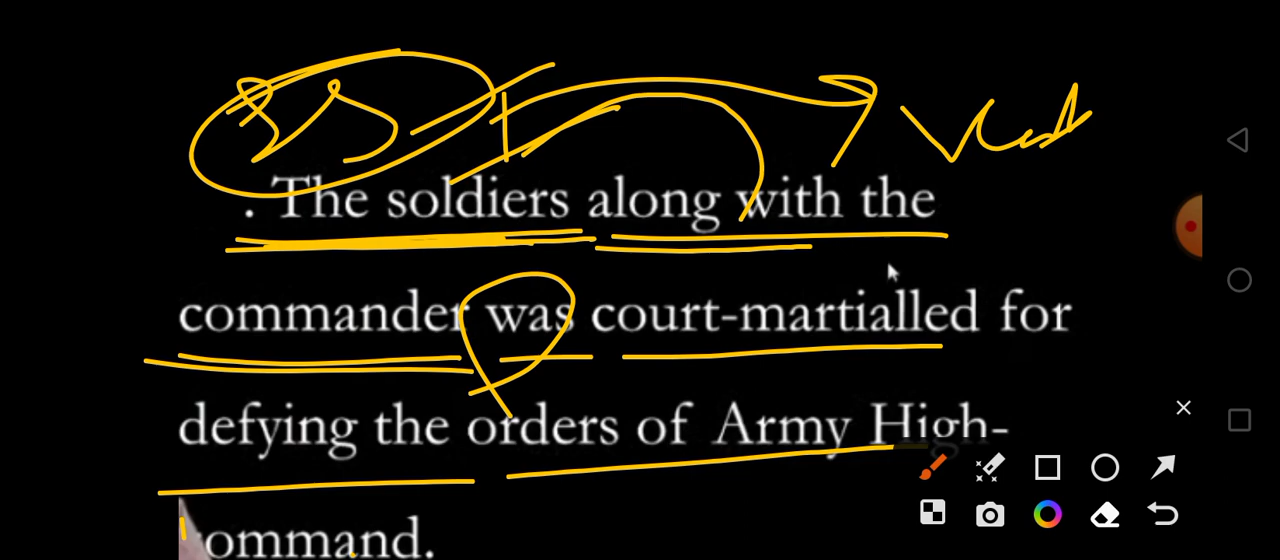 . The soldiers along with the
commander was court-martialled for
defying the orders of Army High-
ommand.